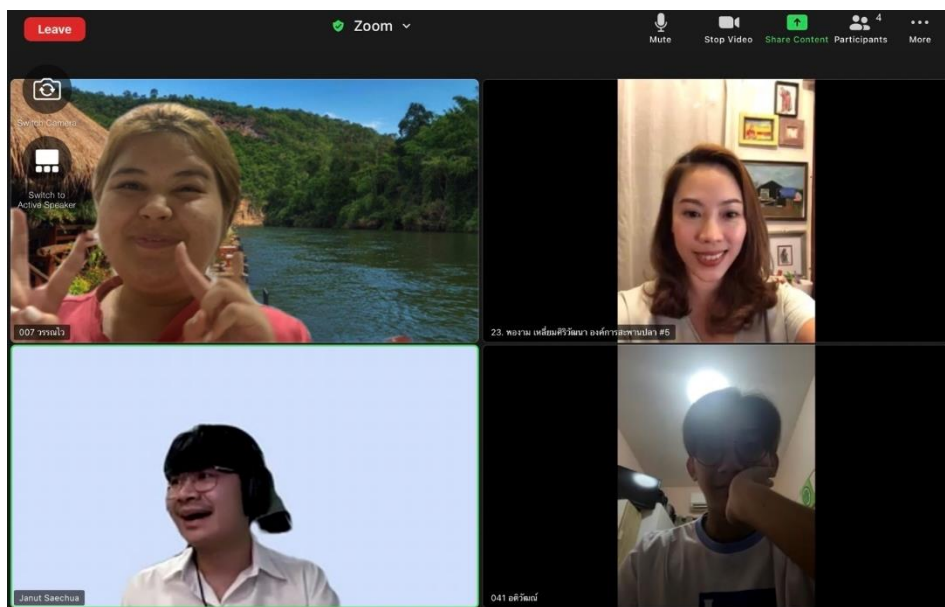 Leave
Zoom
4
Mute
Stop Video
Share Content
Participants
More
Switch Camera
Switch to
Active Speaker
007 วรรณไว
23. พองาม เหลี่ยมศิริวัฒนา องค์การสะพานปลา #5
Janut Saechua
041 อติวัฒณ์